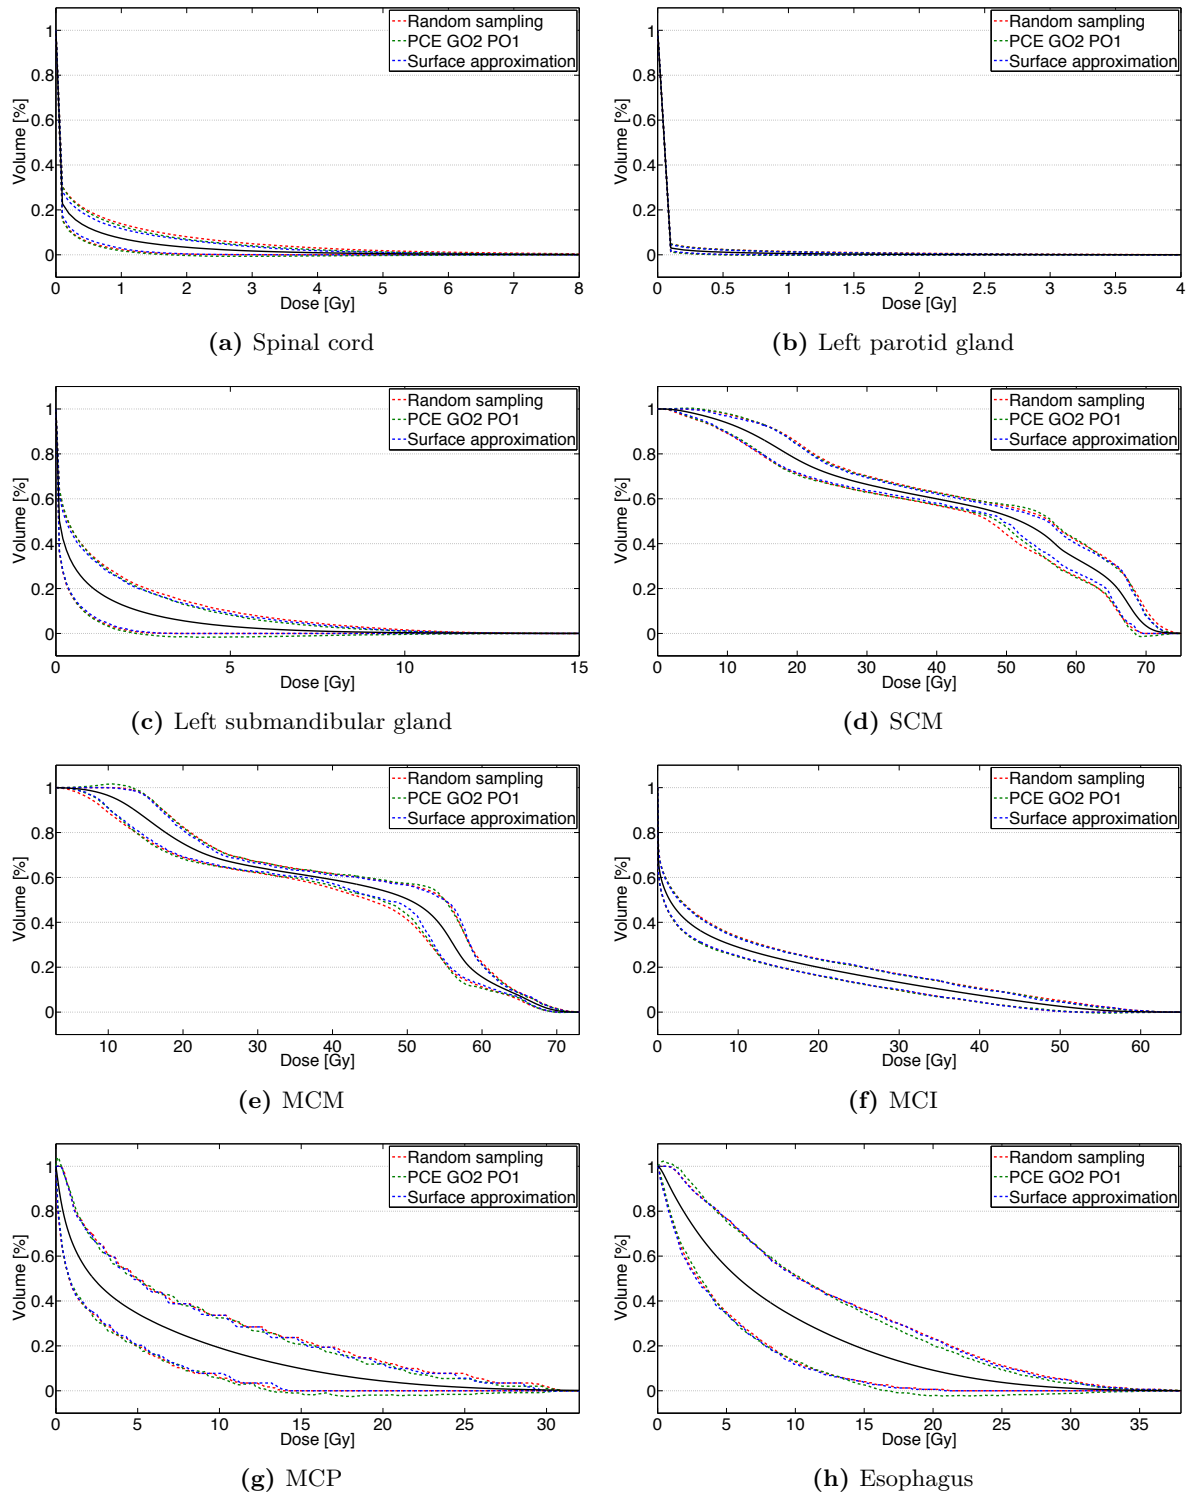 Random sampling
PCE GO2 PO1
Surface approximation
1
0.8
0.6
0.4
0.2
0
Volume [%]
0 1 2 3 4 5 6 7 8
Dose [Gy]
(a) Spinal cord
Random sampling
PCE GO2 PO1
Surface approximation
1
0.8
0.6
0.4
0.2
0
Volume [%]
0 0.5 1 1.5 2 2.5 3 3.5 4
Dose [Gy]
(b) Left parotid gland
Random sampling
PCE GO2 PO1
Surface approximation
1
0.8
0.6
0.4
0.2
0
Volume [%]
0 5 10 15
Dose [Gy]
(c) Left submandibular gland
Random sampling
PCE GO2 PO1
Surface approximation
1
0.8
0.6
0.4
0.2
0
Volume [%]
0 10 20 30 40 50 60 70
Dose [Gy]
(d) SCM
Random sampling
PCE GO2 PO1
Surface approximation
1
0.8
0.6
0.4
0.2
0
Volume [%]
10 20 30 40 50 60 70
Dose [Gy]
(e) MCM
Random sampling
PCE GO2 PO1
Surface approximation
1
0.8
0.6
0.4
0.2
0
Volume [%]
0 10 20 30 40 50 60
Dose [Gy]
(f) MCI
Random sampling
PCE GO2 PO1
Surface approximation
1
0.8
0.6
0.4
0.2
0
Volume [%]
0 5 10 15 20 25 30
Dose [Gy]
(g) MCP
Random sampling
PCE GO2 PO1
Surface approximation
1
0.8
0.6
0.4
0.2
0
Volume [%]
0 5 10 15 20 25 30 35
Dose [Gy]
(h) Esophagus